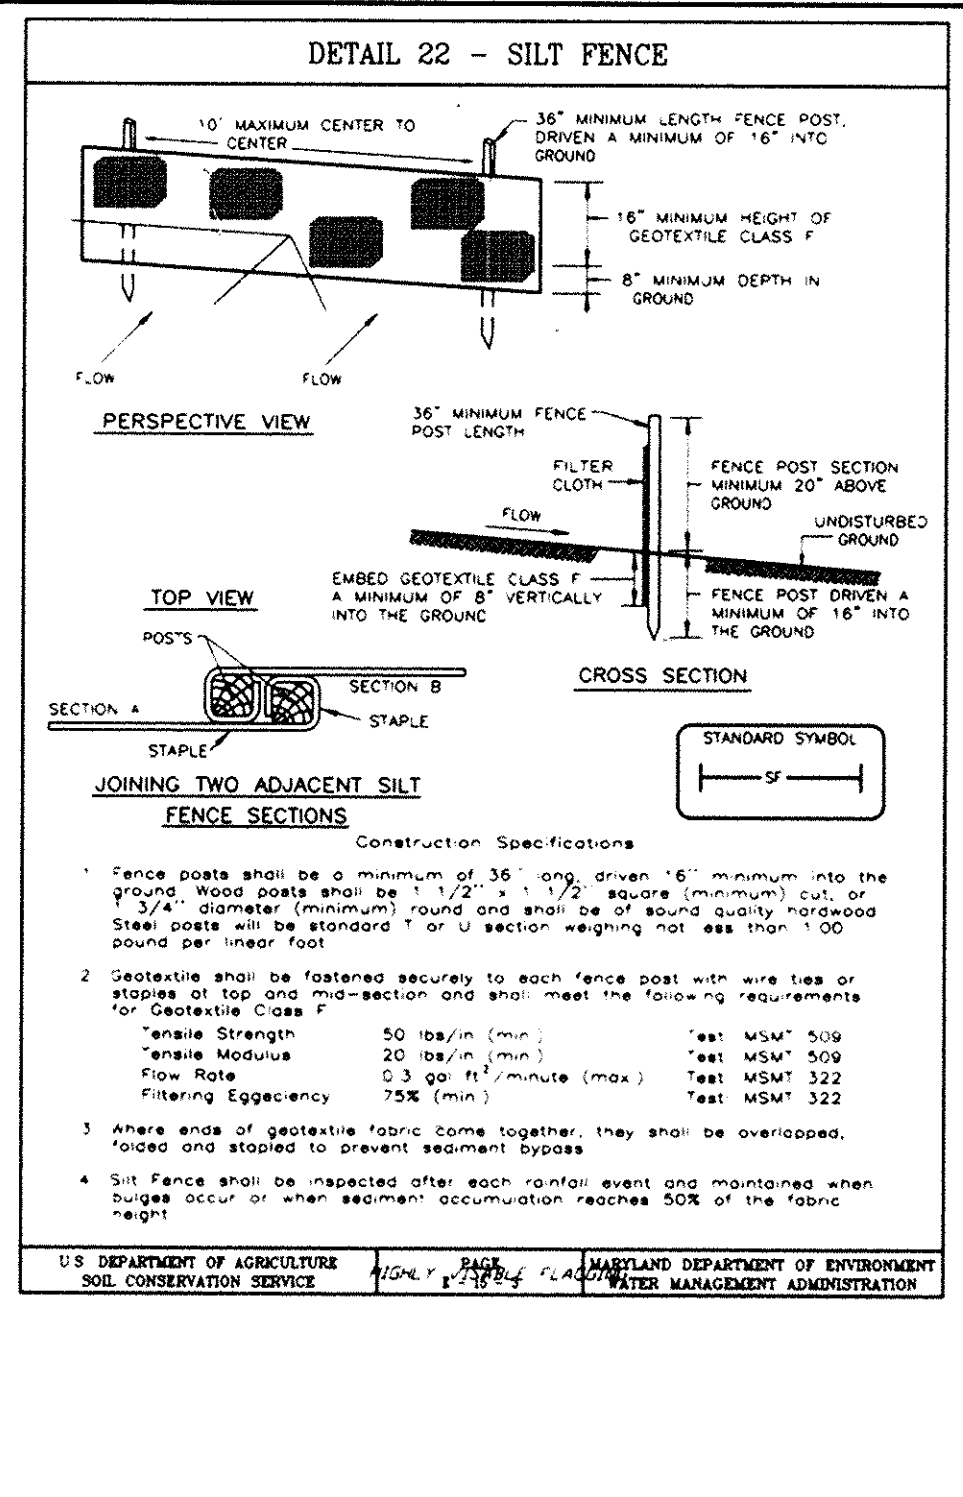 DETAIL 22 - SILT FENCE
10' MAXIMUM CENTER TO
CENTER
36" MINIMUM LENGTH FENCE POST,
DRIVEN A MINIMUM OF 16" INTO
GROUND
16" MINIMUM HEIGHT OF
GEOTEXTILE CLASS F
8" MINIMUM DEPTH IN
GROUND
FLOW
FLOW
PERSPECTIVE VIEW
36" MINIMUM FENCE
POST LENGTH
FILTER
CLOTH
FENCE POST SECTION
MINIMUM 20" ABOVE
GROUND
FLOW
UNDISTURBED
GROUND
EMBED GEOTEXTILE CLASS F
A MINIMUM OF 8" VERTICALLY
INTO THE GROUND
FENCE POST DRIVEN A
MINIMUM OF 16" INTO
THE GROUND
TOP VIEW
POSTS
SECTION B
SECTION A
STAPLE
STAPLE
CROSS SECTION
STANDARD SYMBOL
SF
JOINING TWO ADJACENT SILT
FENCE SECTIONS
Construction Specifications
1 Fence posts shall be a minimum of 36" long, driven 16" minimum into the
ground. Wood posts shall be 1 1/2" x 1 1/2" square (minimum) cut, or
1 3/4" diameter (minimum) round and shall be of sound quality hardwood
Steel posts will be standard T or U section weighing not less than 1.00
pound per linear foot
2 Geotextile shall be fastened securely to each fence post with wire ties or
staples at top and mid-section and shall meet the following requirements
for Geotextile Class F
Tensile Strength 50 lbs/in (min.) Test MSMT 509
Tensile Modulus 20 lbs/in (min.) Test MSMT 509
Flow Rate 0.3 gal ft²/minute (max.) Test MSMT 322
Filtering Eggeciency 75% (min.) Test MSMT 322
3 Where ends of geotextile fabric come together, they shall be overlapped,
folded and stapled to prevent sediment bypass
4 Silt Fence shall be inspected after each rainfall event and maintained when
bulges occur or when sediment accumulation reaches 50% of the fabric
height
U S DEPARTMENT OF AGRICULTURE
SOIL CONSERVATION SERVICE
PAGE
HIGHLY VISABLE FLAGGING
MARYLAND DEPARTMENT OF ENVIRONMENT
WATER MANAGEMENT ADMINISTRATION